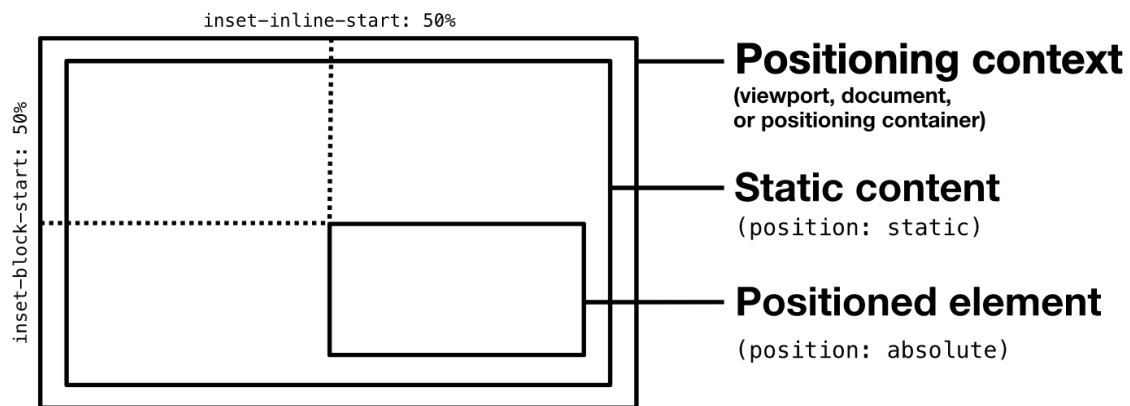 inset-inline-start: 50%
inset-block-start: 50%
Positioning context
(viewport, document,
or positioning container)
Static content
(position: static)
Positioned element
(position: absolute)